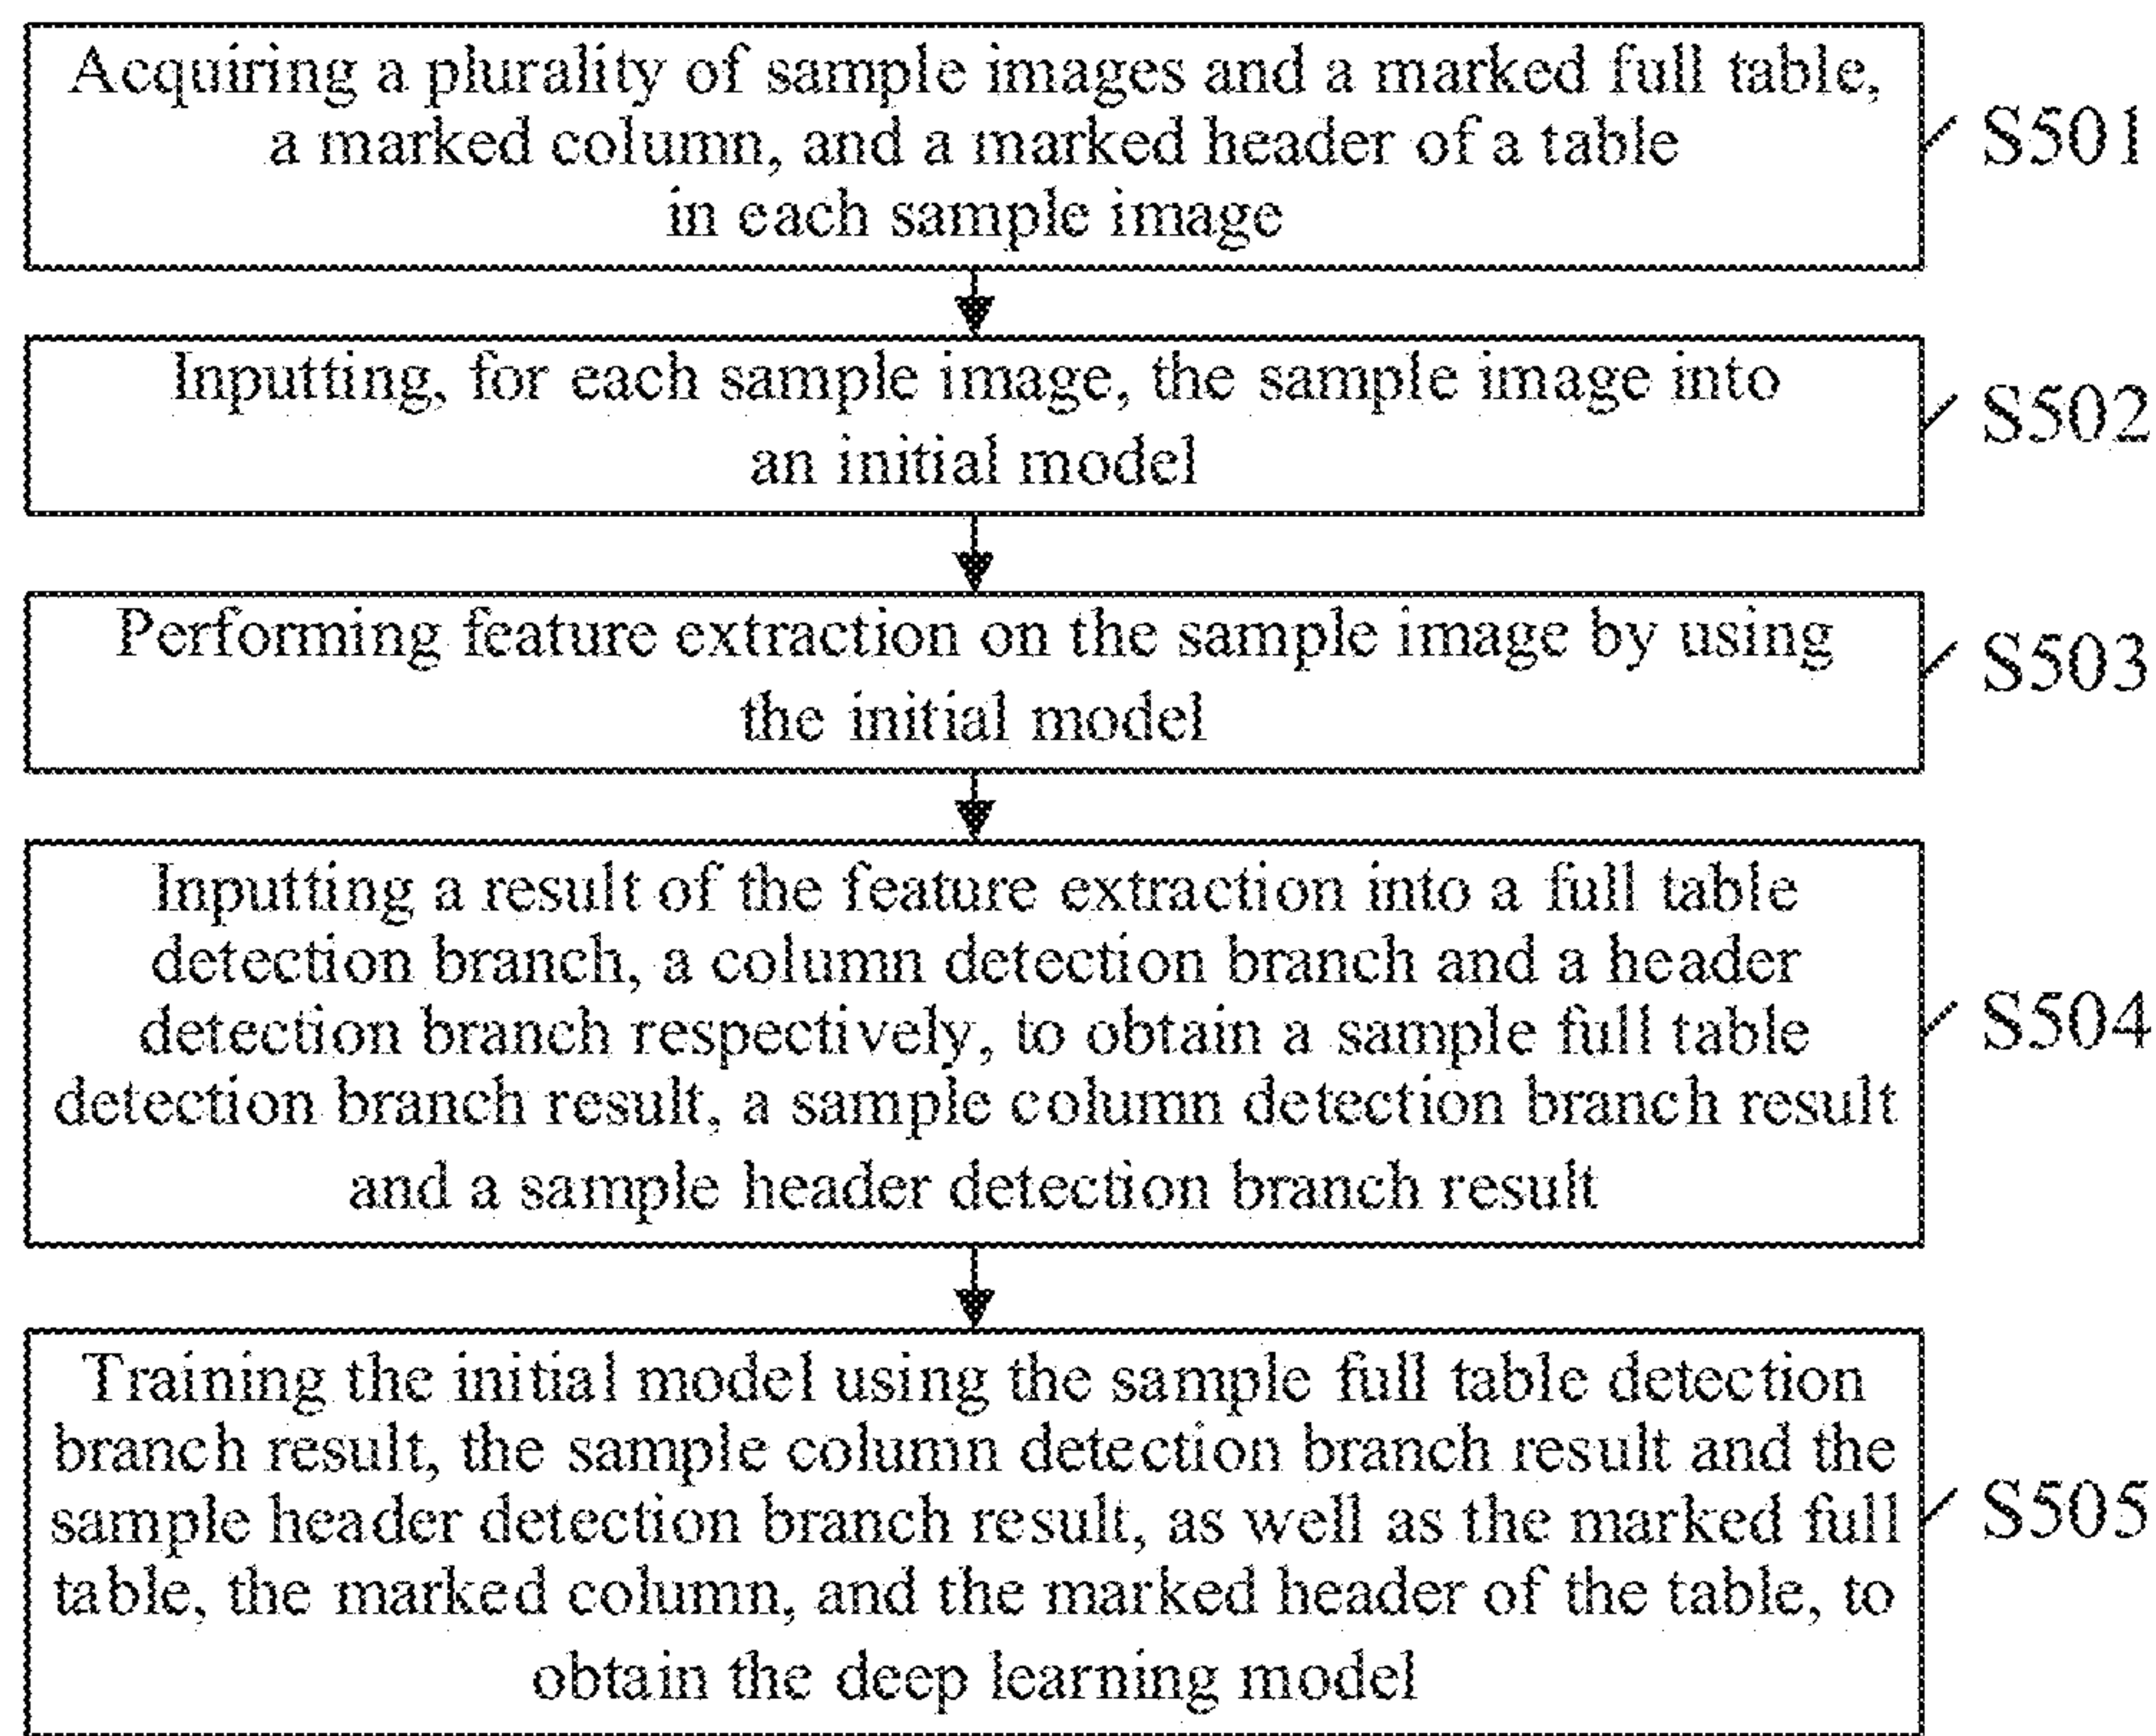 Acquiring a plurality of sample images and a marked full table,
a marked column, and a marked header of a table
in each sample image
S501
Inputting, for each sample image, the sample image into
an initial model
S502
Performing feature extraction on the sample image by using
the initial model
S503
Inputting a result of the feature extraction into a full table
detection branch, a column detection branch and a header
detection branch respectively, to obtain a sample full table
detection branch result, a sample column detection branch result
and a sample header detection branch result
S504
Training the initial model using the sample full table detection
branch result, the sample column detection branch result and the
sample header detection branch result, as well as the marked full
table, the marked column, and the marked header of the table, to
obtain the deep learning model
S505